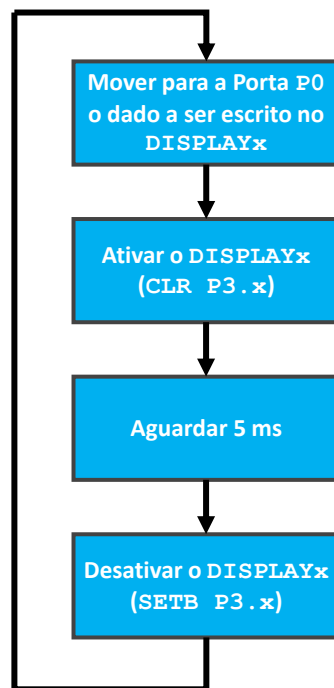 Mover para a Porta P0
o dado a ser escrito no
DISPLAYx
Ativar o DISPLAYx
(CLR P3.x)
Aguardar 5 ms
Desativar o DISPLAYx
(SETB P3.x)